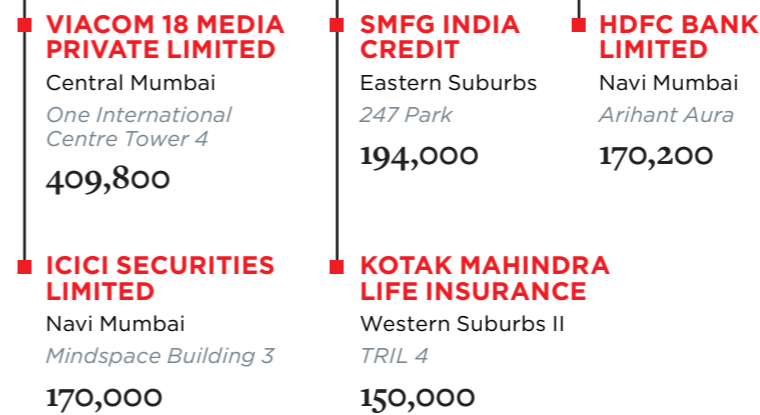 VIACOM 18 MEDIA
PRIVATE LIMITED
Central Mumbai
One International
Centre Tower 4
409,800
SMFG INDIA
CREDIT
Eastern Suburbs
247 Park
194,000
HDFC BANK
LIMITED
Navi Mumbai
Arihant Aura
170,200
ICICI SECURITIES
LIMITED
Navi Mumbai
Mindspace Building 3
170,000
KOTAK MAHINDRA
LIFE INSURANCE
Western Suburbs II
TRIL 4
150,000